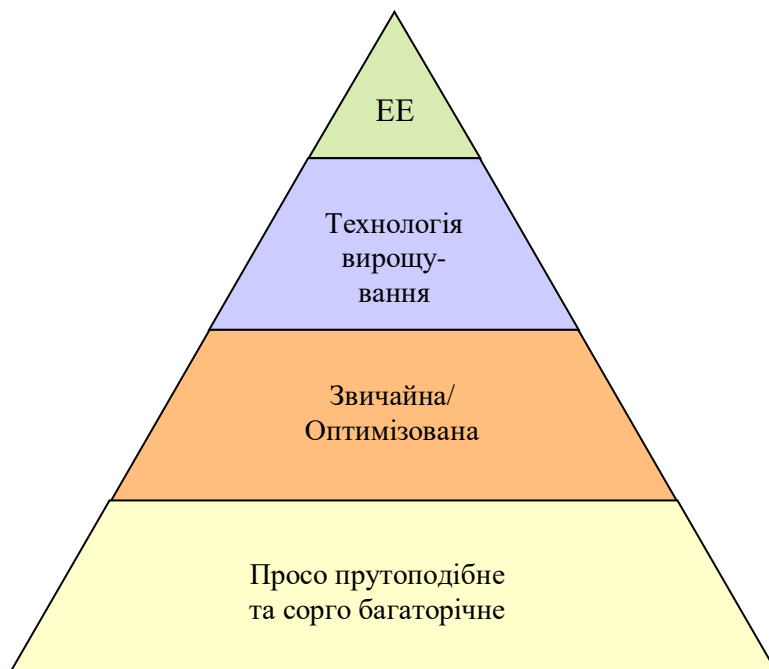 ЕЕ
Технологія
вирощу-
вання
Звичайна/
Оптимізована
Просо прутоподібне
та сорго багаторічне